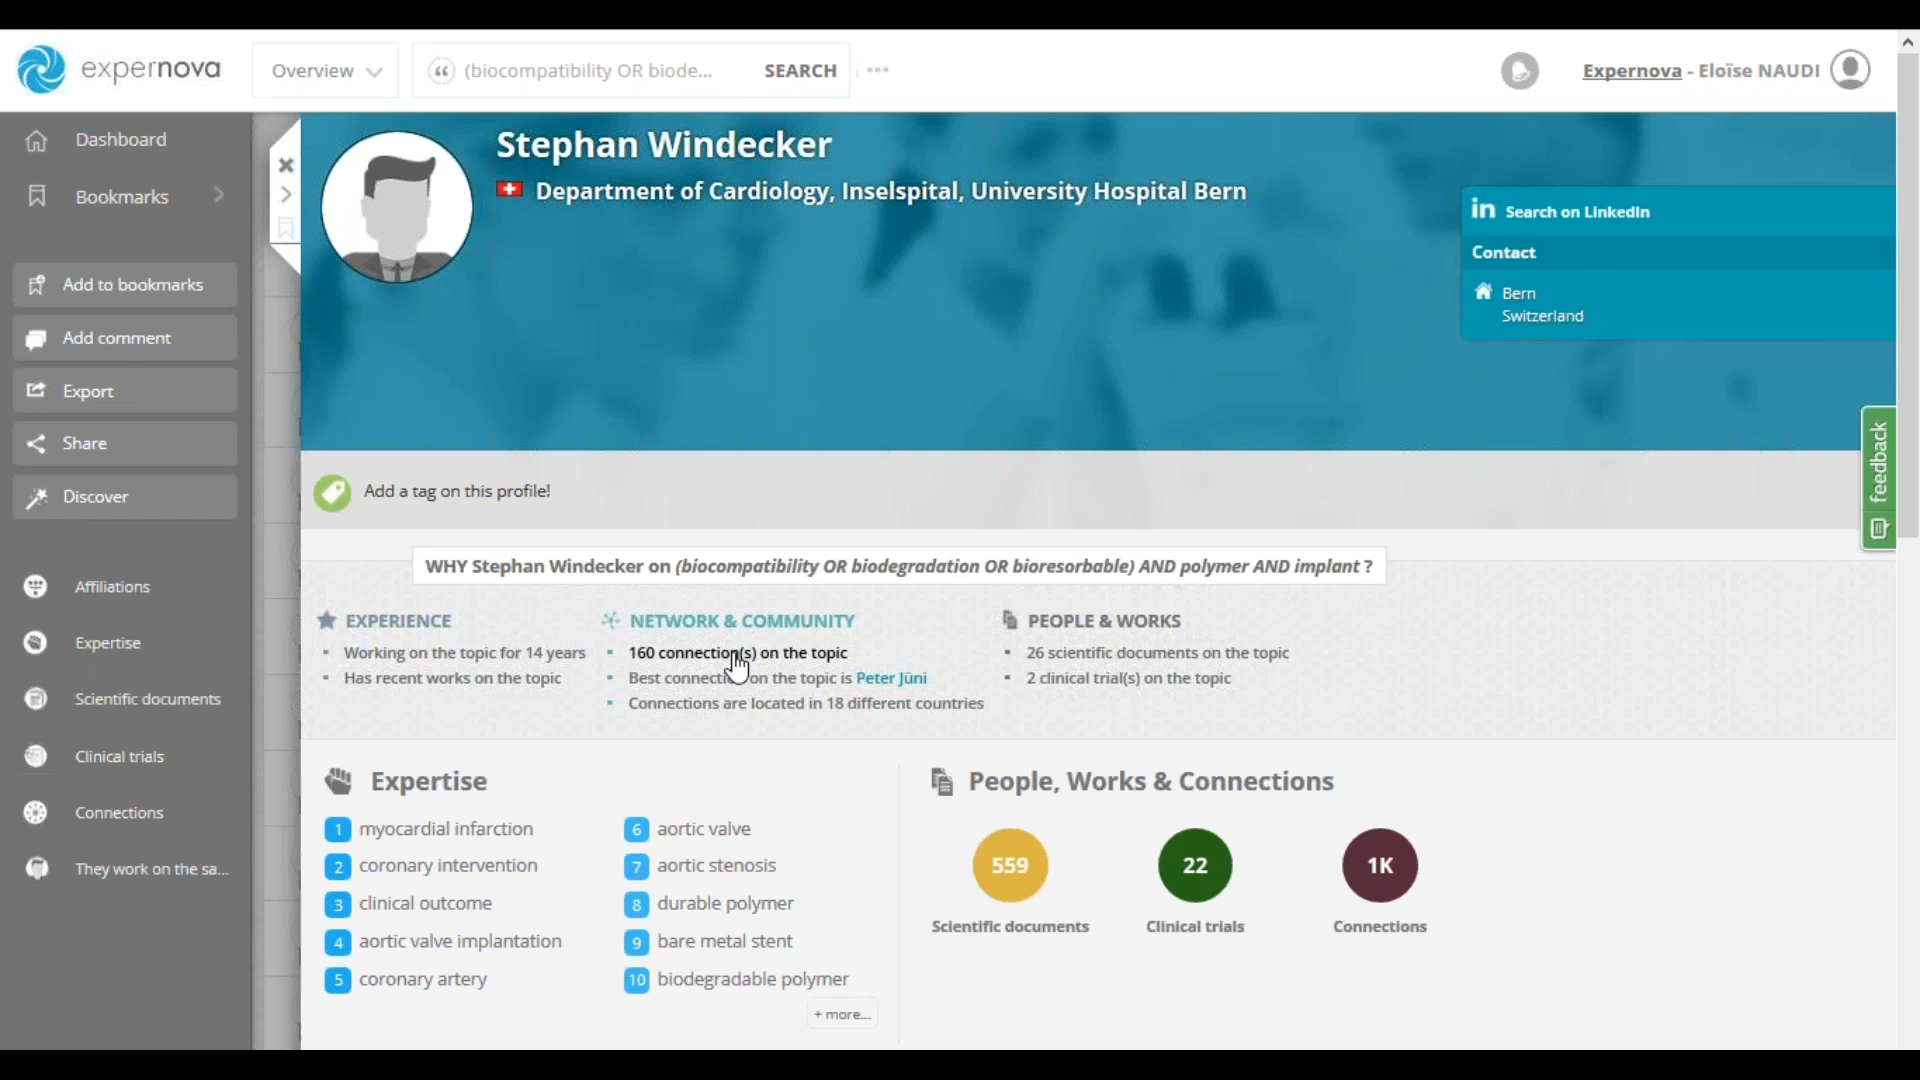 expernova
Overview
(biocompatibility OR biode...
SEARCH
Expernova - Eloïse NAUDI
Dashboard
Bookmarks
Add to bookmarks
Add comment
Export
Share
Discover
Affiliations
Expertise
Scientific documents
Clinical trials
Connections
They work on the sa...
Stephan Windecker
Department of Cardiology, Inselspital, University Hospital Bern
in Search on LinkedIn
Contact
Bern
Switzerland
feedback
Add a tag on this profile!
WHY Stephan Windecker on (biocompatibility OR biodegradation OR bioresorbable) AND polymer AND implant ?
EXPERIENCE
Working on the topic for 14 years
Has recent works on the topic
NETWORK & COMMUNITY
160 connection(s) on the topic
Best connection on the topic is Peter Jüni
Connections are located in 18 different countries
PEOPLE & WORKS
26 scientific documents on the topic
2 clinical trial(s) on the topic
Expertise
1 myocardial infarction
2 coronary intervention
3 clinical outcome
4 aortic valve implantation
5 coronary artery
6 aortic valve
7 aortic stenosis
8 durable polymer
9 bare metal stent
10 biodegradable polymer
+ more...
People, Works & Connections
559
Scientific documents
22
Clinical trials
1K
Connections